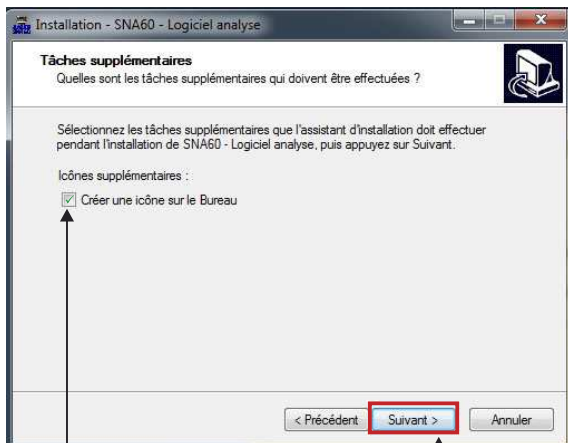 Installation - SNA60 - Logiciel analyse
Tâches supplémentaires
Quelles sont les tâches supplémentaires qui doivent être effectuées ?
Sélectionnez les tâches supplémentaires que l'assistant d'installation doit effectuer
pendant l'installation de SNA60 - Logiciel analyse, puis appuyez sur Suivant.
Icônes supplémentaires :
Créer une icône sur le Bureau
< Précédent Suivant > Annuler